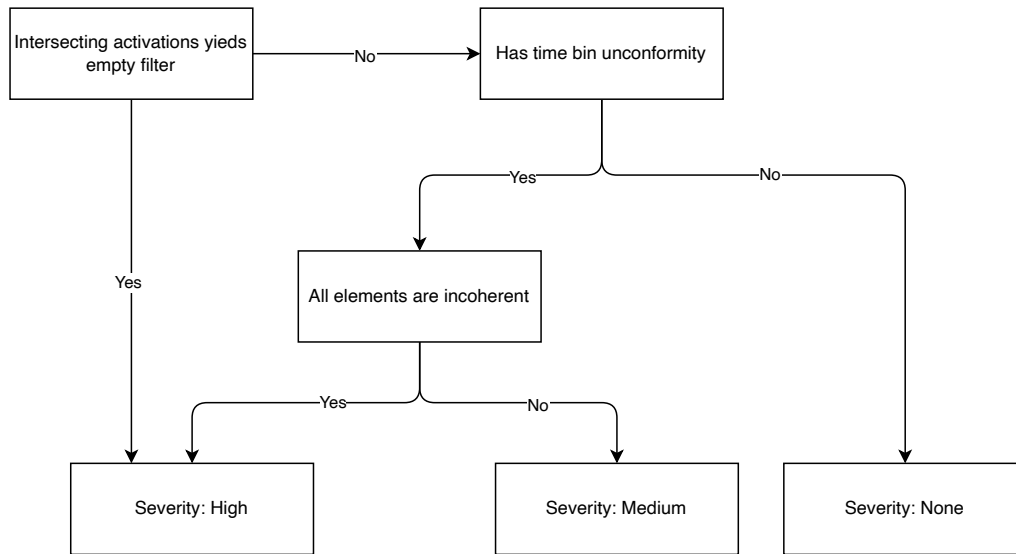 Intersecting activations yieds
empty filter
No
Has time bin unconformity
Yes
No
Yes
All elements are incoherent
Yes
No
Severity: High
Severity: Medium
Severity: None